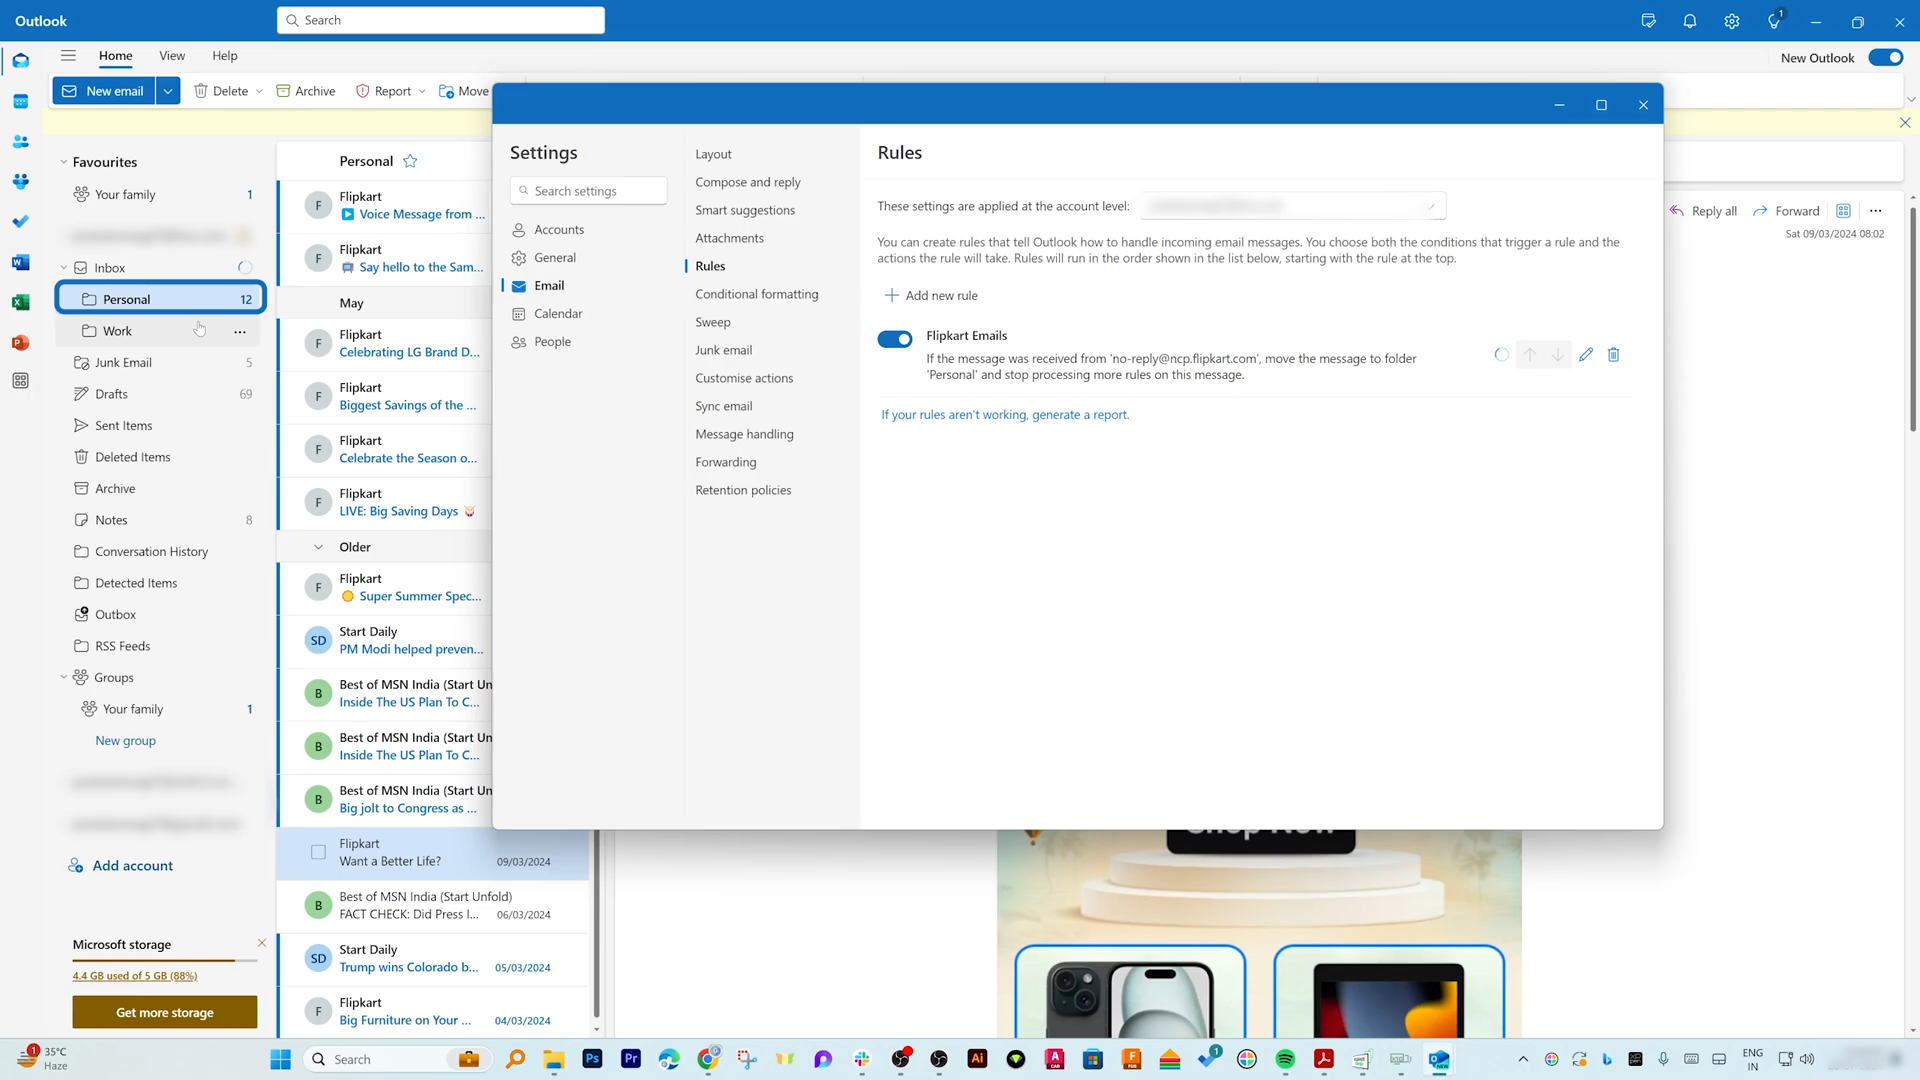 Outlook
Search
1
Home
View
Help
New Outlook
New email
Delete
Archive
Report
Move
Favourites
Your family 1
Inbox
Personal 12
Work
Junk Email 5
Drafts 69
Sent Items
Deleted Items
Archive
Notes 8
Conversation History
Detected Items
Outbox
RSS Feeds
Groups
Your family 1
New group
Add account
Microsoft storage
4.4 GB used of 5 GB (88%)
Get more storage
Personal
F
Flipkart
Voice Message from ...
F
Flipkart
Say hello to the Sam...
May
F
Flipkart
Celebrating LG Brand D...
F
Flipkart
Biggest Savings of the ...
F
Flipkart
Celebrate the Season o...
F
Flipkart
LIVE: Big Saving Days
Older
F
Flipkart
Super Summer Spec...
SD
Start Daily
PM Modi helped preven...
B
Best of MSN India (Start Un
Inside The US Plan To C...
B
Best of MSN India (Start Un
Inside The US Plan To C...
B
Best of MSN India (Start Un
Big jolt to Congress as ...
Flipkart
Want a Better Life? 09/03/2024
B
Best of MSN India (Start Unfold)
FACT CHECK: Did Press I... 06/03/2024
SD
Start Daily
Trump wins Colorado b... 05/03/2024
F
Flipkart
Big Furniture on Your ... 04/03/2024
Settings
Search settings
Accounts
General
Email
Calendar
People
Layout
Compose and reply
Smart suggestions
Attachments
Rules
Conditional formatting
Sweep
Junk email
Customise actions
Sync email
Message handling
Forwarding
Retention policies
Rules
These settings are applied at the account level:
You can create rules that tell Outlook how to handle incoming email messages. You choose both the conditions that trigger a rule and the
actions the rule will take. Rules will run in the order shown in the list below, starting with the rule at the top.
Add new rule
Flipkart Emails
If the message was received from 'no-reply@ncp.flipkart.com', move the message to folder
'Personal' and stop processing more rules on this message.
If your rules aren't working, generate a report.
Reply all
Forward
Sat 09/03/2024 08:02
Shop Now
1
35°C
Haze
Search
Ps
Pr
Ai
A
CAD
F
FUS
1
NEW
ENG
IN